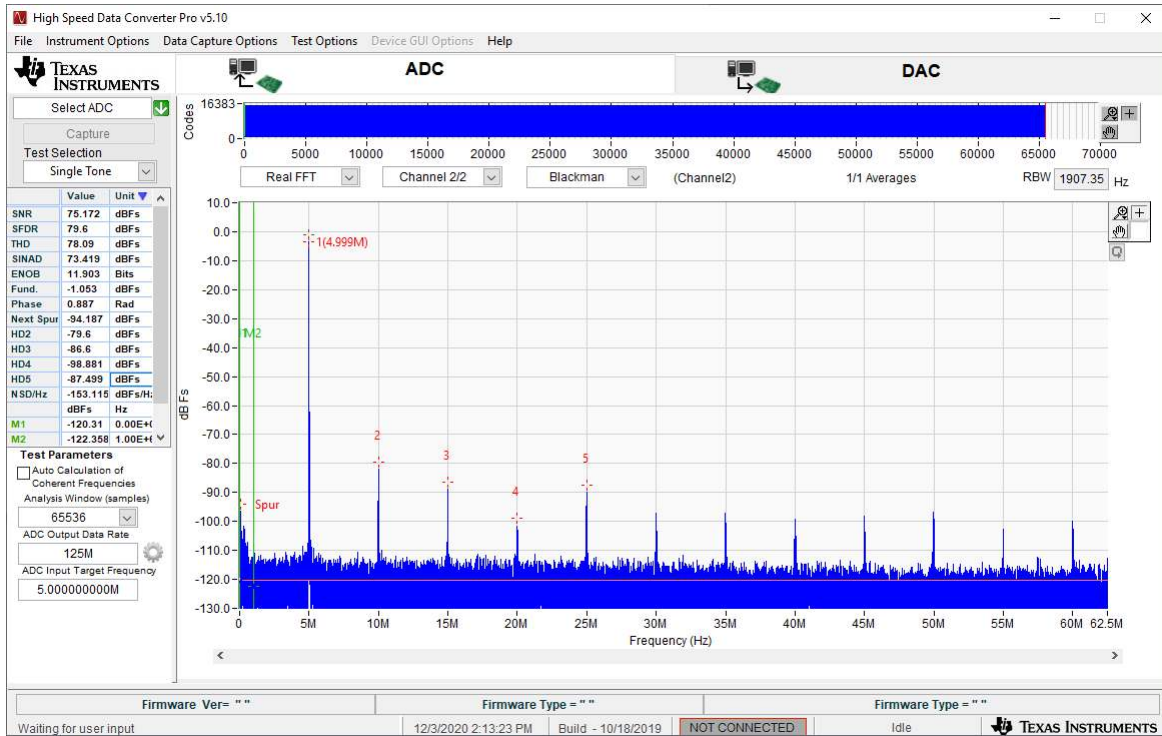 High Speed Data Converter Pro v5.10
File Instrument Options Data Capture Options Test Options Device GUI Options Help
TEXAS INSTRUMENTS
ADC
DAC
Select ADC
Capture
Test Selection
Single Tone
Codes
16383
0
0 5000 10000 15000 20000 25000 30000 35000 40000 45000 50000 55000 60000 65000 70000
Real FFT
Channel 2/2
Blackman
(Channel2)
1/1 Averages
RBW 1907.35 Hz
Value Unit
SNR 75.172 dBFs
SFDR 79.6 dBFs
THD 78.09 dBFs
SINAD 73.419 dBFs
ENOB 11.903 Bits
Fund. -1.053 dBFs
Phase 0.887 Rad
Next Spur -94.187 dBFs
HD2 -79.6 dBFs
HD3 -86.6 dBFs
HD4 -98.881 dBFs
HD5 -87.499 dBFs
NSD/Hz -153.115 dBFs/Hz
dBFs Hz
M1 -120.31 0.00E+0
M2 -122.358 1.00E+6
Test Parameters
Auto Calculation of
Coherent Frequencies
Analysis Window (samples)
65536
ADC Output Data Rate
125M
ADC Input Target Frequency
5.000000000M
dBFs
10.0
0.0
-10.0
-20.0
-30.0
-40.0
-50.0
-60.0
-70.0
-80.0
-90.0
-100.0
-110.0
-120.0
-130.0
1(4.999M)
M2
2
3
4
5
Spur
0 5M 10M 15M 20M 25M 30M 35M 40M 45M 50M 55M 60M 62.5M
Frequency (Hz)
Firmware Ver= " "
Firmware Type = " "
Firmware Type = " "
Waiting for user input
12/3/2020 2:13:23 PM
Build - 10/18/2019
NOT CONNECTED
Idle
TEXAS INSTRUMENTS